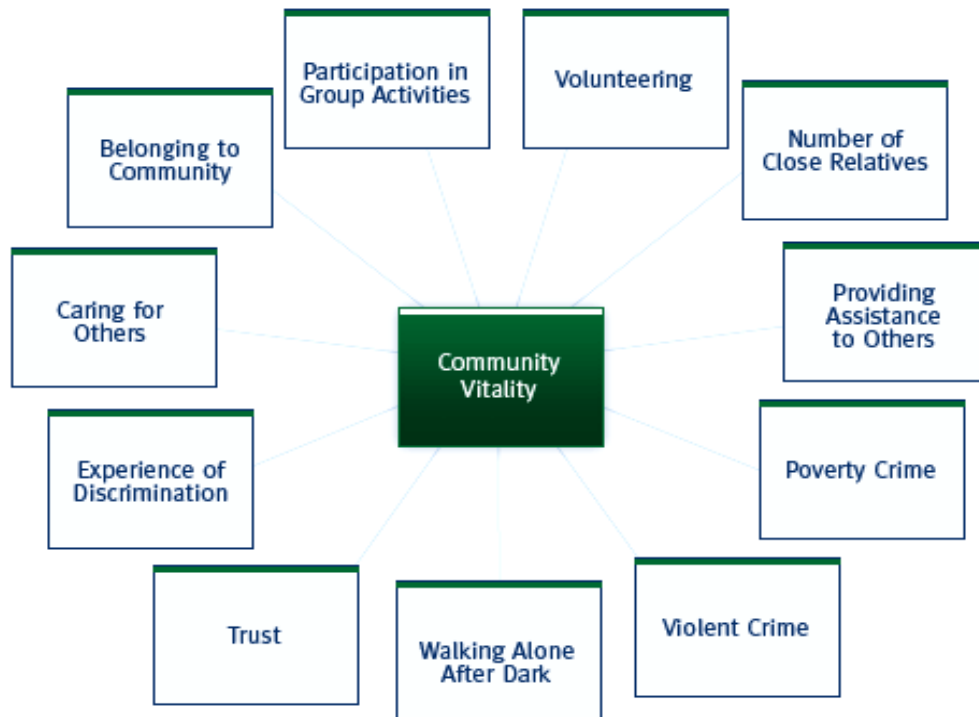 Participation in
Group Activities
Volunteering
Number of
Close Relatives
Belonging to
Community
Providing
Assistance
to Others
Caring for
Others
Community
Vitality
Poverty Crime
Experience of
Discrimination
Violent Crime
Trust
Walking Alone
After Dark